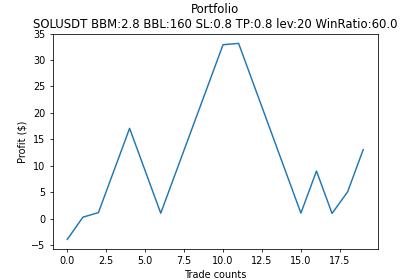 Portfolio
SOLUSDT BBM:2.8 BBL:160 SL:0.8 TP:0.8 lev:20 WinRatio:60.0
35
30
25
20
15
10
5
0
−5
Profit ($)
0.0 2.5 5.0 7.5 10.0 12.5 15.0 17.5
Trade counts